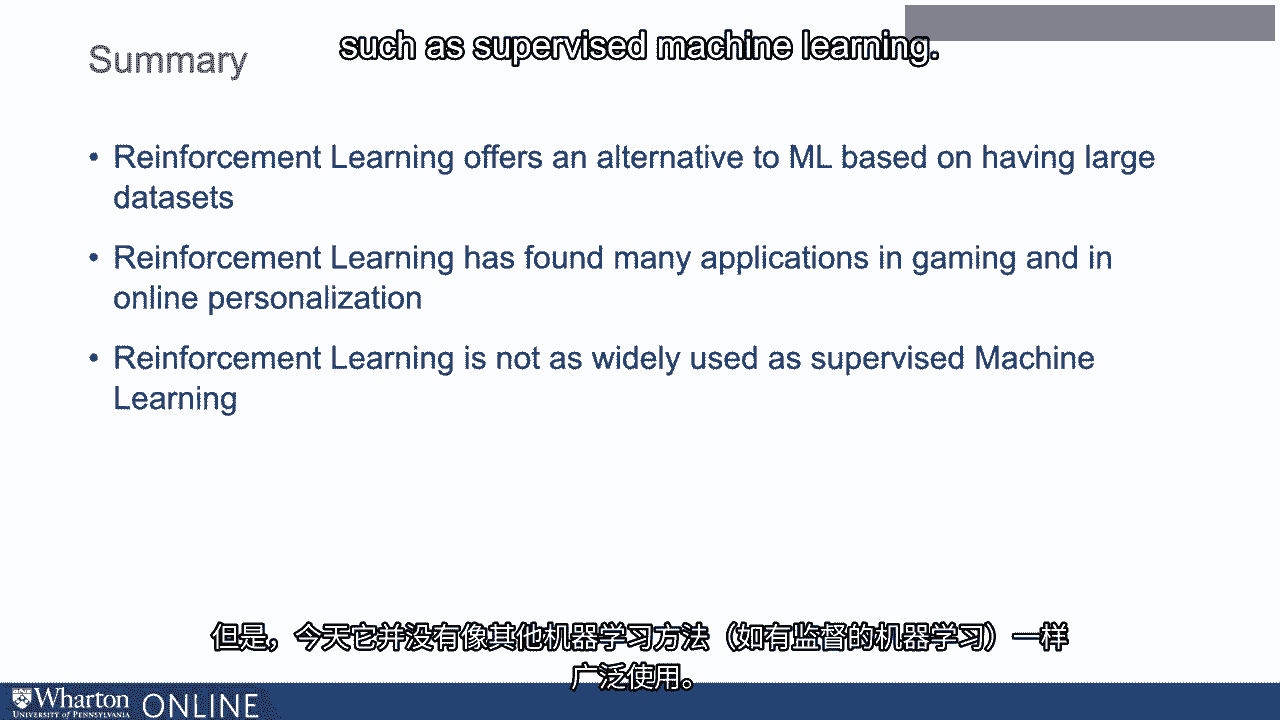 such as supervised machine learning.
Summary
• Reinforcement Learning offers an alternative to ML based on having large
datasets
• Reinforcement Learning has found many applications in gaming and in
online personalization
• Reinforcement Learning is not as widely used as supervised Machine
Learning
但是，今天它并没有像其他机器学习方法（如有监督的机器学习）一样
广泛使用。
Wharton ONLINE
UNIVERSITY of PENNSYLVANIA